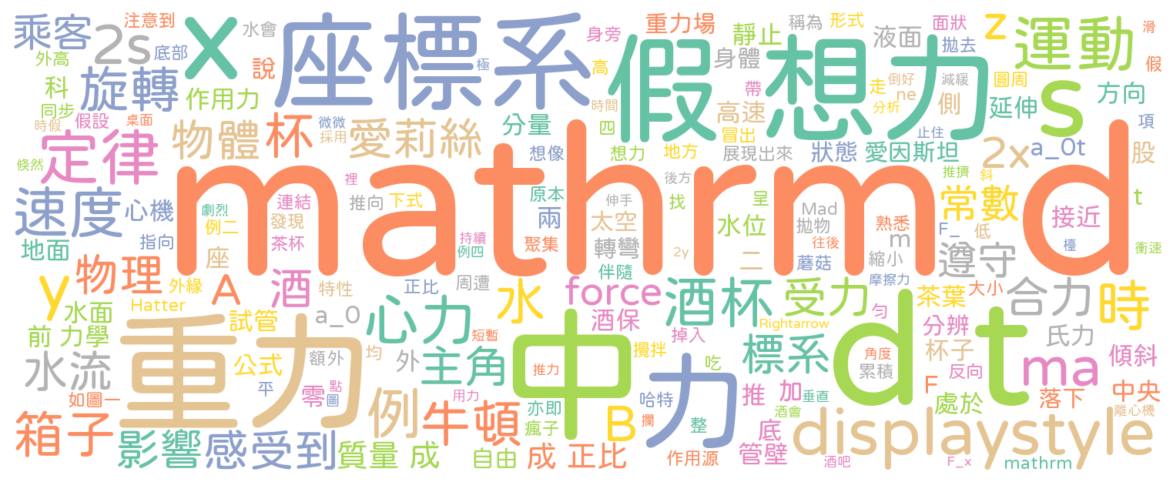 乘客 2s 注意到 水會 x 座標系 身旁 重力場 稱為 形式 面狀 z 運動 滑
外高 底部 說 極 假想力 高 靜止 液面 拋去 假
科 旋轉 作用力 身體 帶 走 倒好 減緩 圓周 s 方向
同步 假設 桌面 微微 分量 時間 高速 ne 側 延伸 項
時假 定律 物體 杯 採用 愛莉絲 四 冒出 分析 止住 a_0t
倏然 想像 想力 地方 展現出來 狀態 愛因斯坦 2x 股
mathrm d 推擠 斜
速度 心機 劇烈 連結 裡 推向 下式 原本 伸手 後方 找 呈 Mad 熟悉 常數 t
地面 指向 例二 發現 兩 太空 水位 拋物 m F_ 低 接近
座 茶杯 持續 例四 聚集 轉彎 2y 二 往後 蘑菇 縮小 遵守 檯 衝速
y 物理 外緣 A 酒 特性 正比 周遭 伴隨 摩擦力 大小
水面 Hatter 試管 a_0 心力 水 force 酒保 酒杯 受力 勻 茶葉 合力 時
前 力學 重力 短暫 中 掉入 Rightarrow d t 分辨 氏力
水流 公式 額外 均 外 主角 攪拌 吃 標系 角度 累積 杯子 反向 ma 傾斜
如圖一 平 零 點 圖 例 推力 力 哈特 推 加 垂直 F 處於 落下 中央
箱子 影響 感受到 用力 牛頓 亦即 瘋子 B 攔 整 底 酒會 displaystyle 離心機
質量 成 自由 成 正比 作用源 管壁 酒吧 F_x mathrm